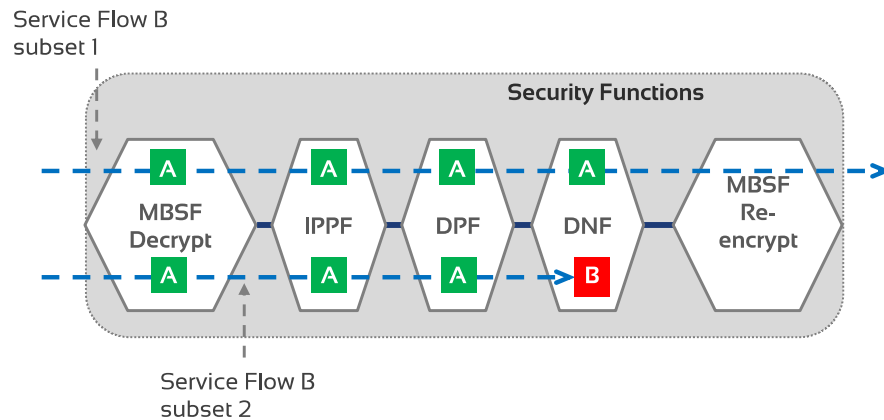 Service Flow B
subset 1
Security Functions
A A A A
MBSF
Decrypt
IPPF
DPF
DNF
MBSF
Re-
encrypt
A A A B
Service Flow B
subset 2